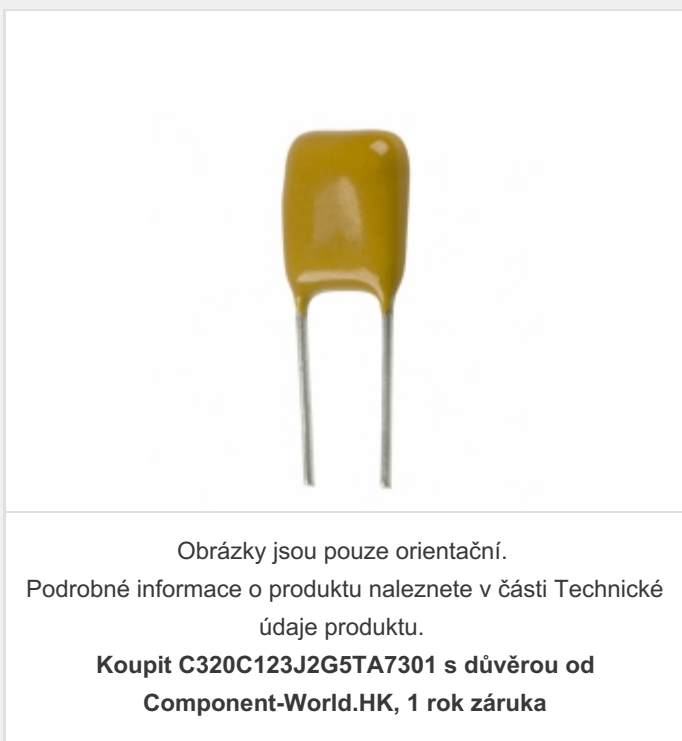 Obrázky jsou pouze orientační.
Podrobné informace o produktu naleznete v části Technické
údaje produktu.
Koupit C320C123J2G5TA7301 s důvěrou od
Component-World.HK, 1 rok záruka